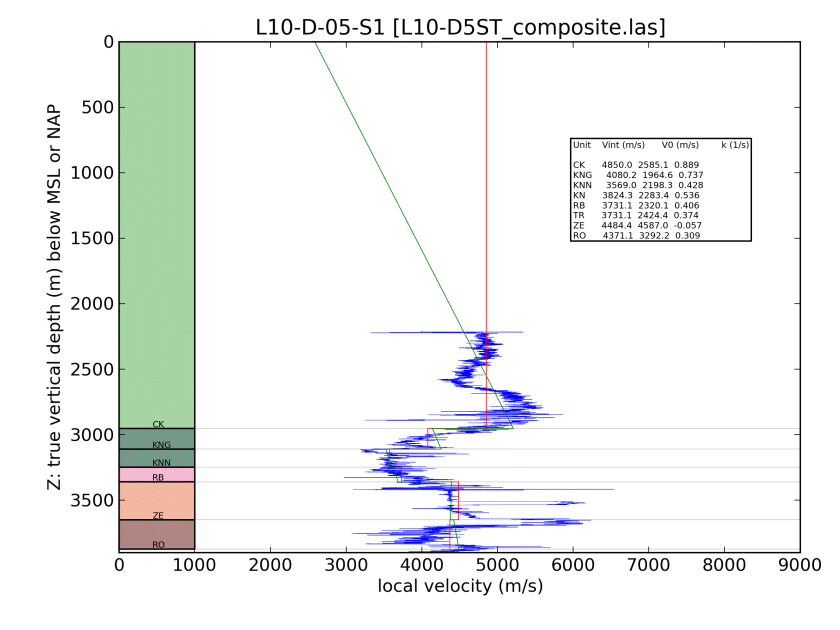 L10-D-05-S1 [L10-D5ST_composite.las]
0
500
1000
1500
2000
2500
3000
3500
Z: true vertical depth (m) below MSL or NAP
Unit Vint (m/s) V0 (m/s) k (1/s)
CK 4850.0 2585.1 0.889
KNG 4080.2 1964.6 0.737
KNN 3569.0 2198.3 0.428
KN 3824.3 2283.4 0.536
RB 3731.1 2320.1 0.406
TR 3731.1 2424.4 0.374
ZE 4484.4 4587.0 -0.057
RO 4371.1 3292.2 0.309
CK
KNG
KNN
RB
ZE
RO
0 1000 2000 3000 4000 5000 6000 7000 8000 9000
local velocity (m/s)